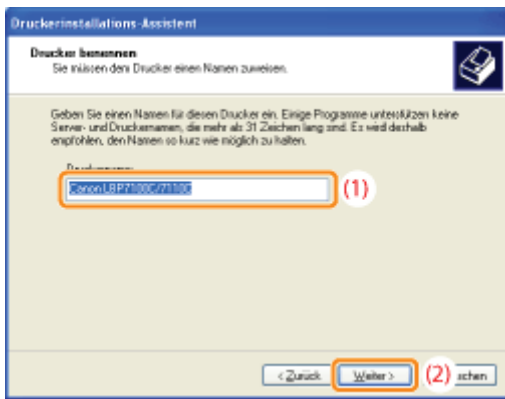 Druckerinstallations-Assistent
Drucker benennen
Sie müssen dem Drucker einen Namen zuweisen.
Geben Sie einen Namen für diesen Drucker ein. Einige Programme unterstützen keine
Server- und Druckernamen, die mehr als 31 Zeichen lang sind. Es wird deshalb
empfohlen, den Namen so kurz wie möglich zu halten.
Druckername:
Canon LBP7100C/7110C
(1)
< Zurück
Weiter >
(2)